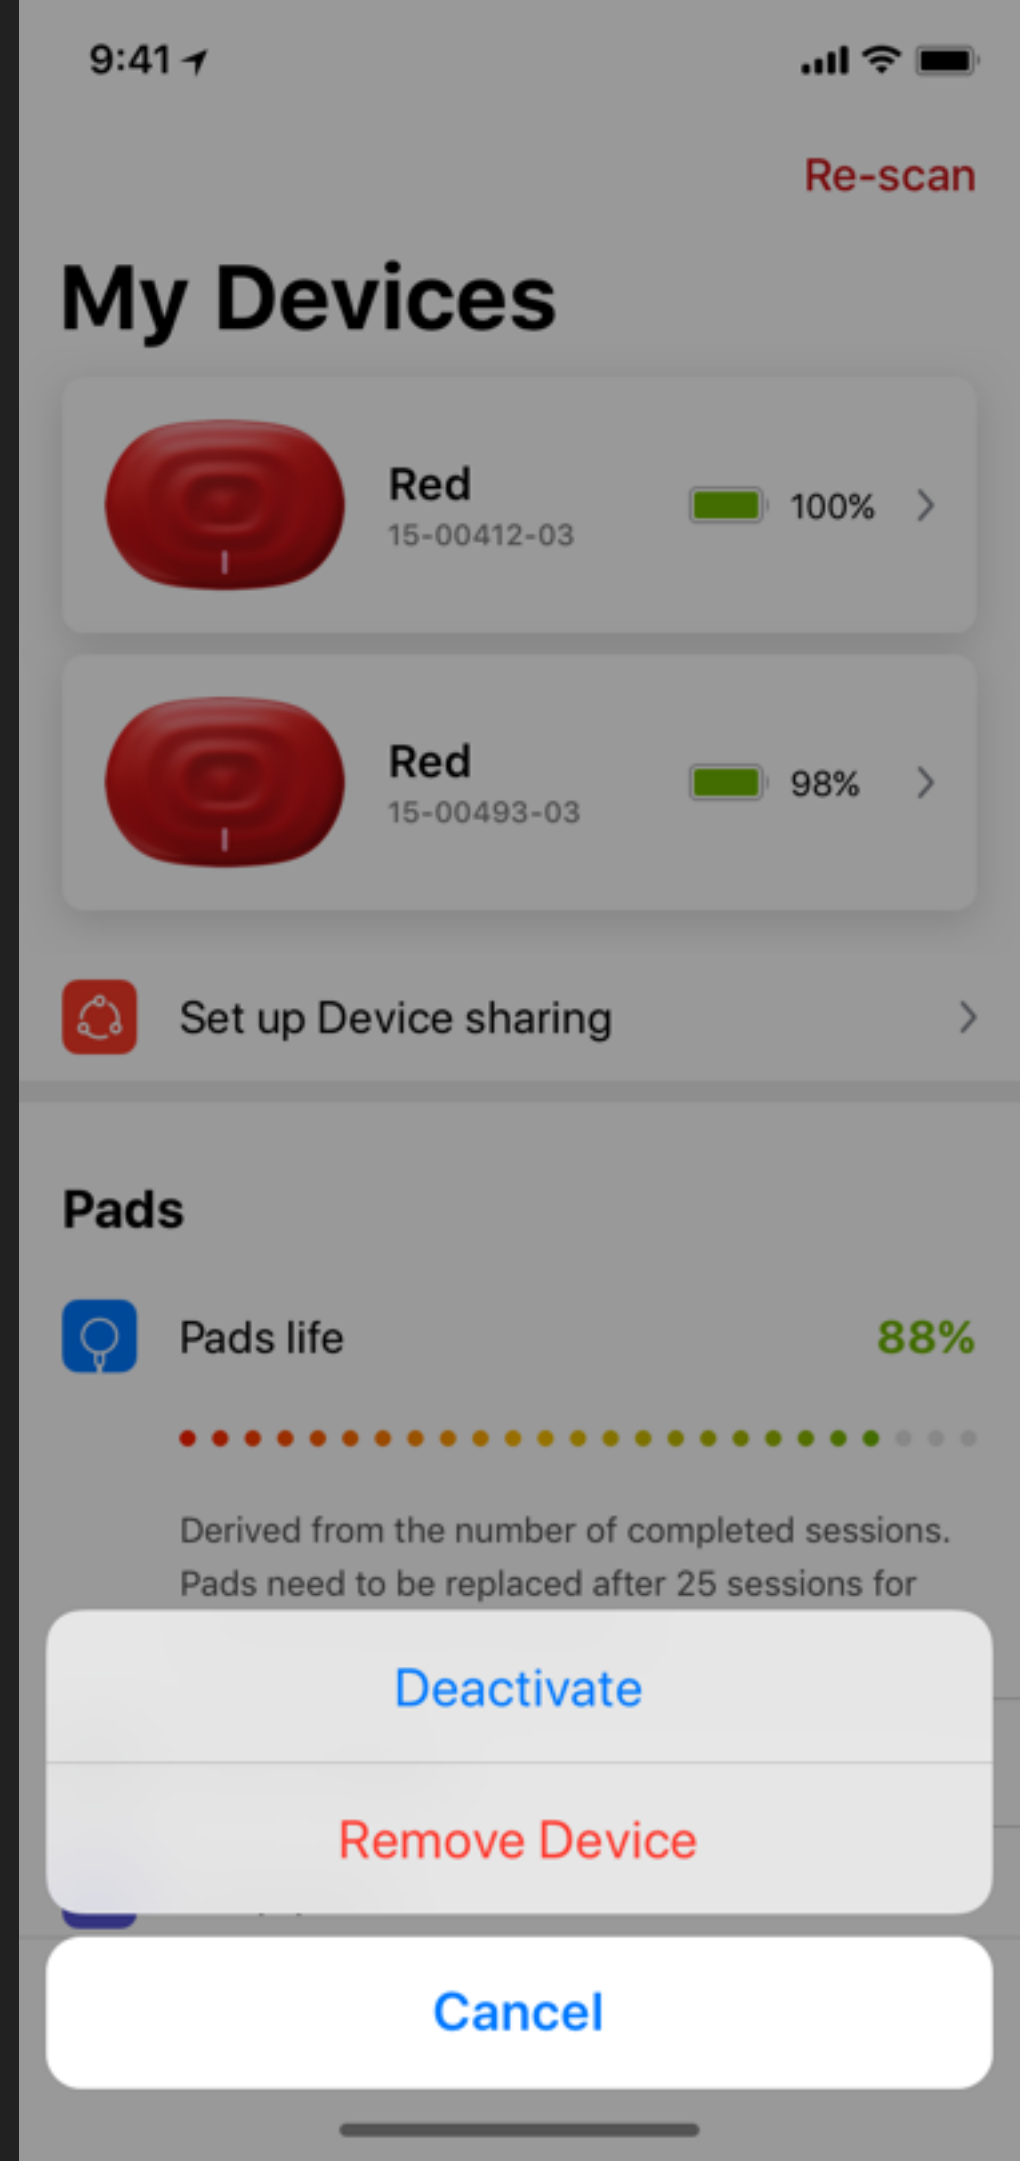 9:41
Re-scan
My Devices
Red
15-00412-03
100%
Red
15-00493-03
98%
Set up Device sharing
Pads
Pads life
88%
Derived from the number of completed sessions.
Pads need to be replaced after 25 sessions for
Deactivate
Remove Device
Cancel